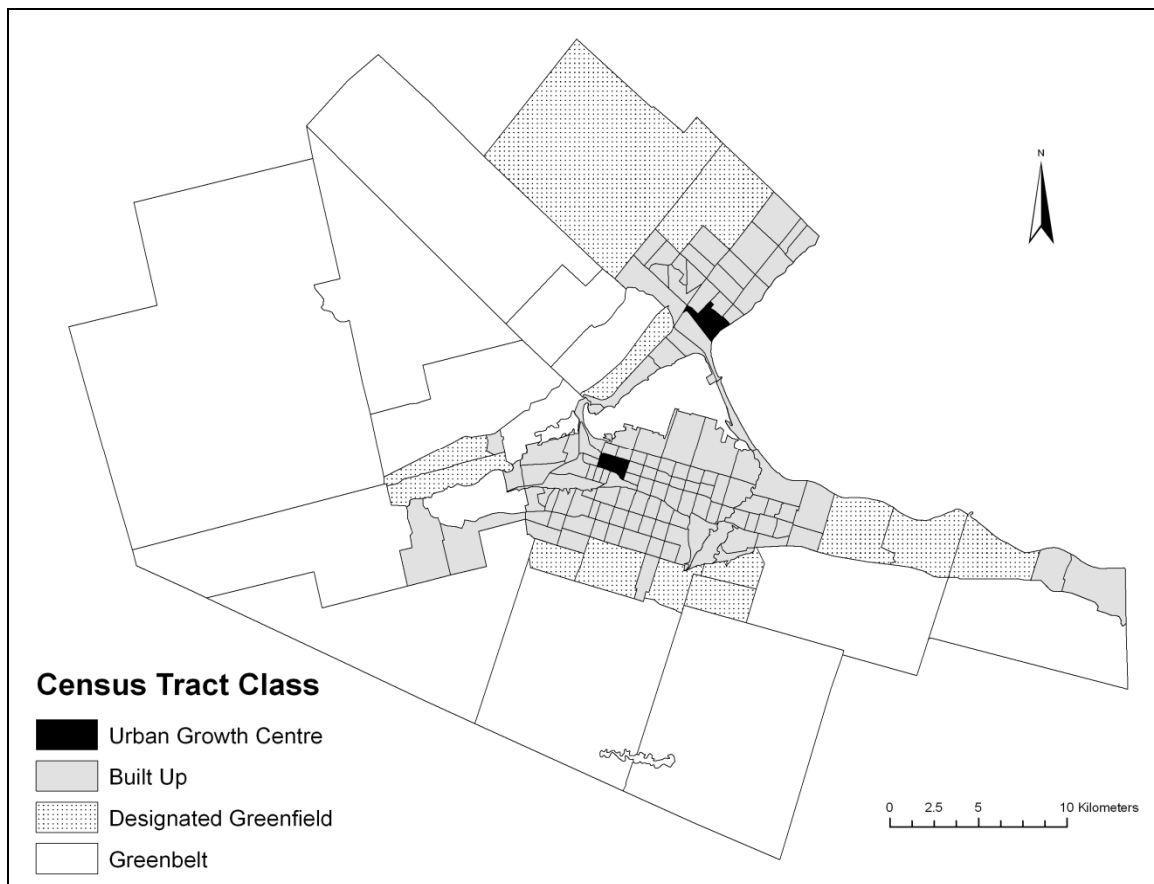 N
Census Tract Class
Urban Growth Centre
Built Up
Designated Greenfield
Greenbelt
0 2.5 5 10 Kilometers